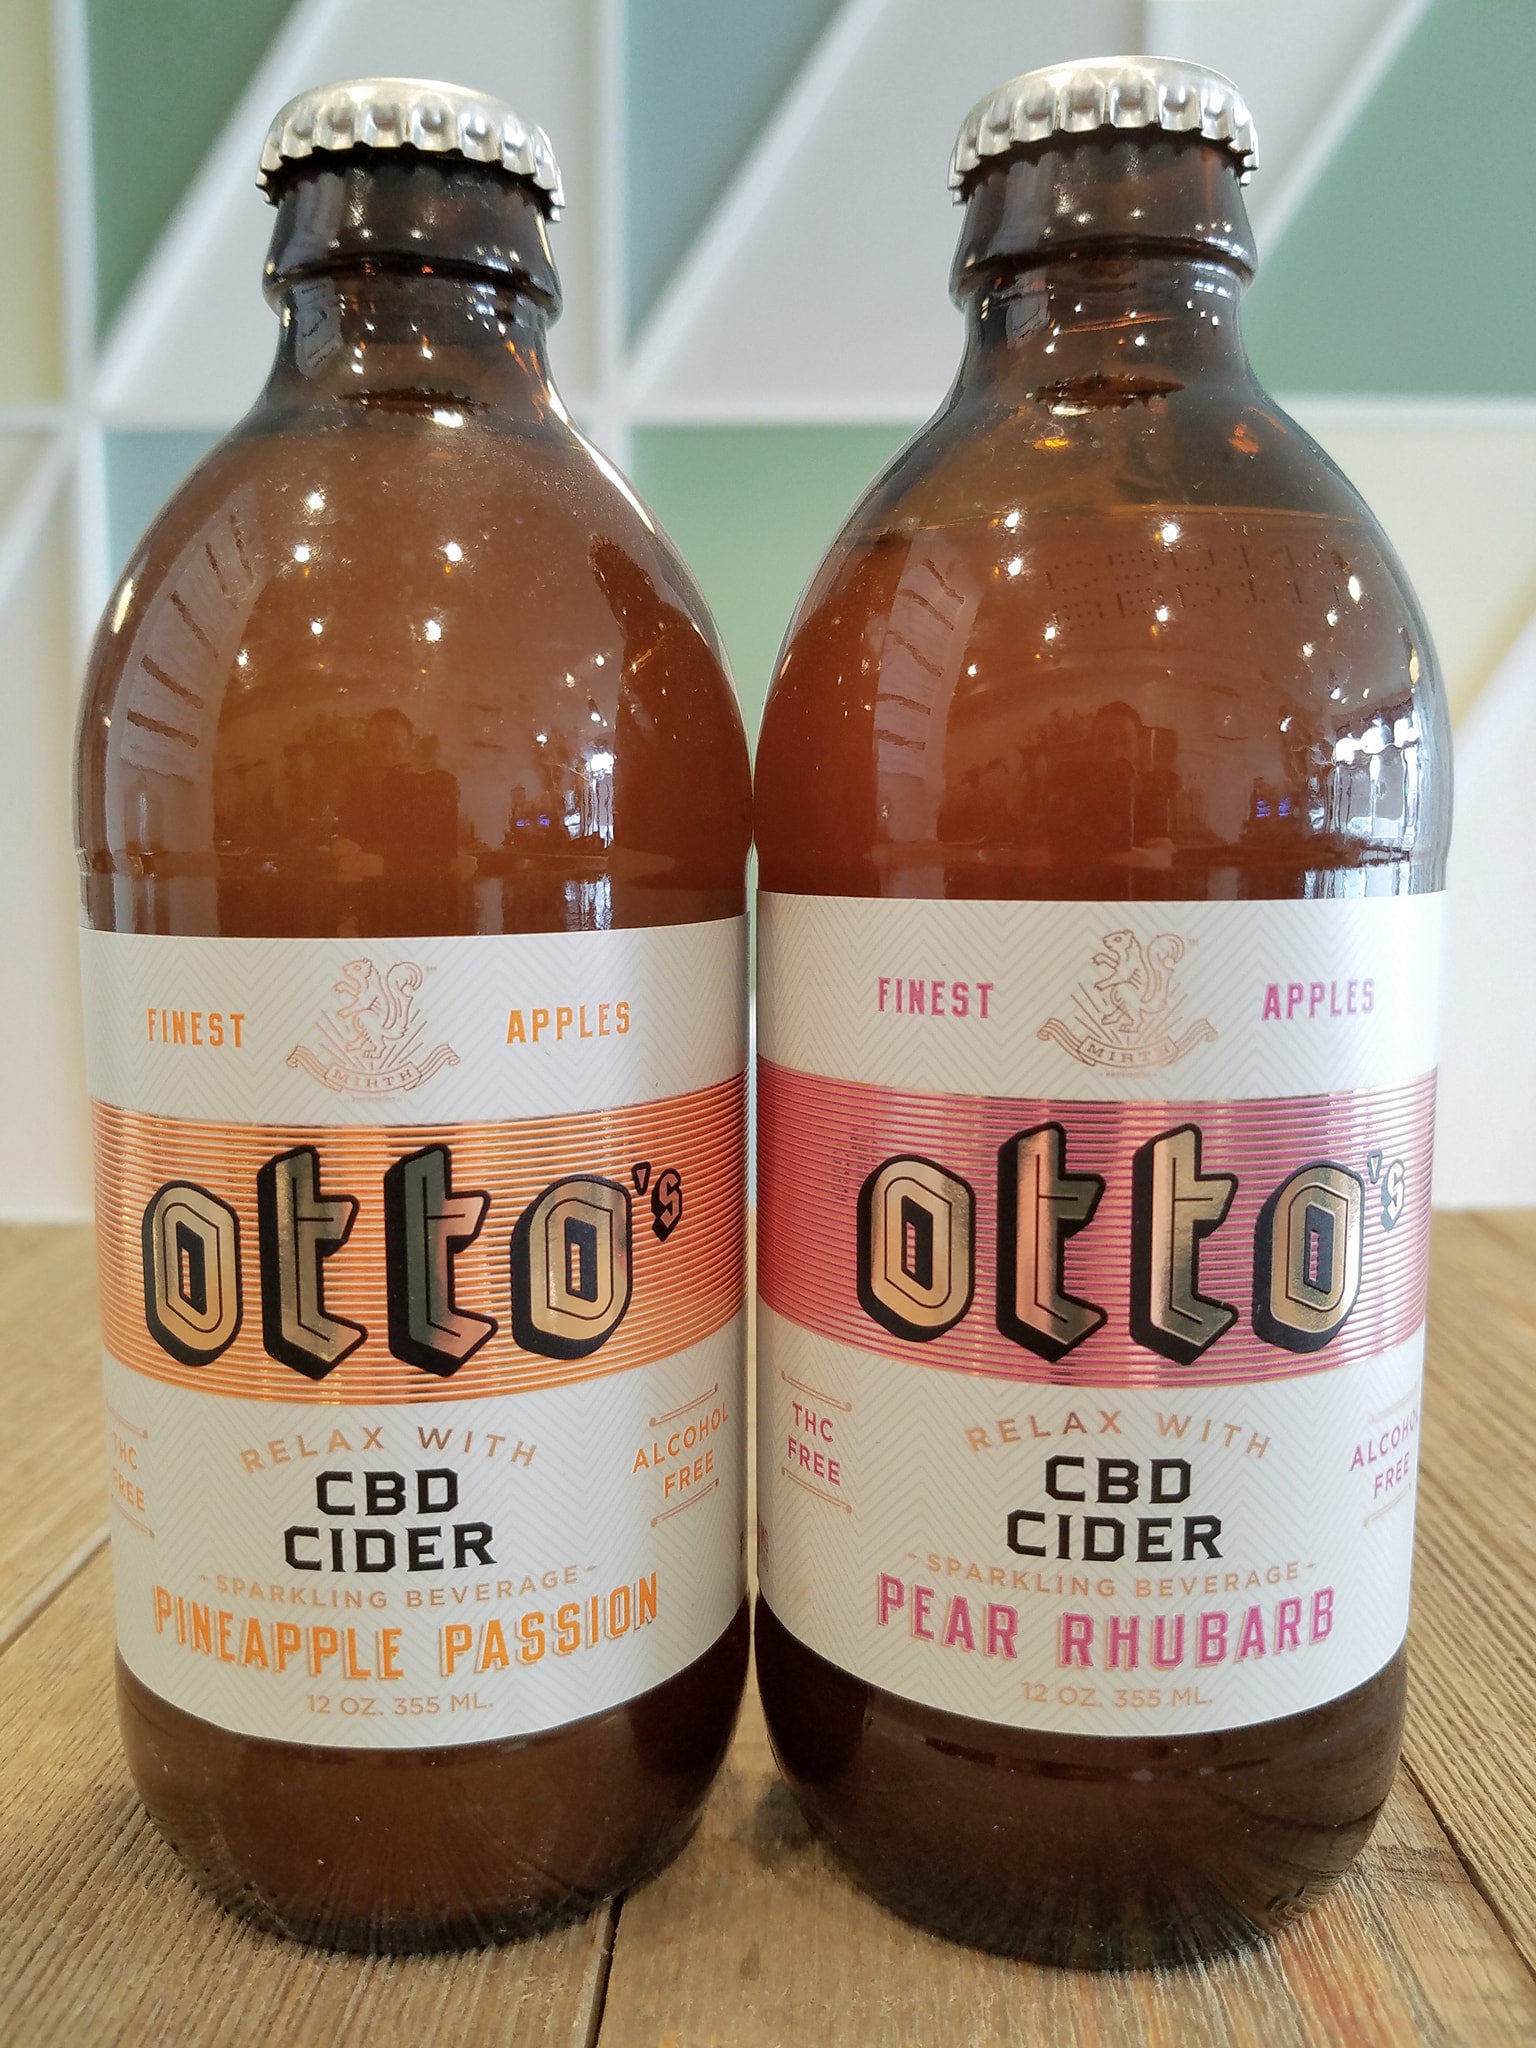 FINEST APPLES
MIRTH
otto's
THC
FREE
ALCOHOL
FREE
RELAX WITH
CBD
CIDER
-SPARKLING BEVERAGE-
PINEAPPLE PASSION
12 OZ. 355 ML.
FINEST APPLES
MIRTH
otto's
THC
FREE
ALCOHOL
FREE
RELAX WITH
CBD
CIDER
-SPARKLING BEVERAGE-
PEAR RHUBARB
12 OZ. 355 ML.